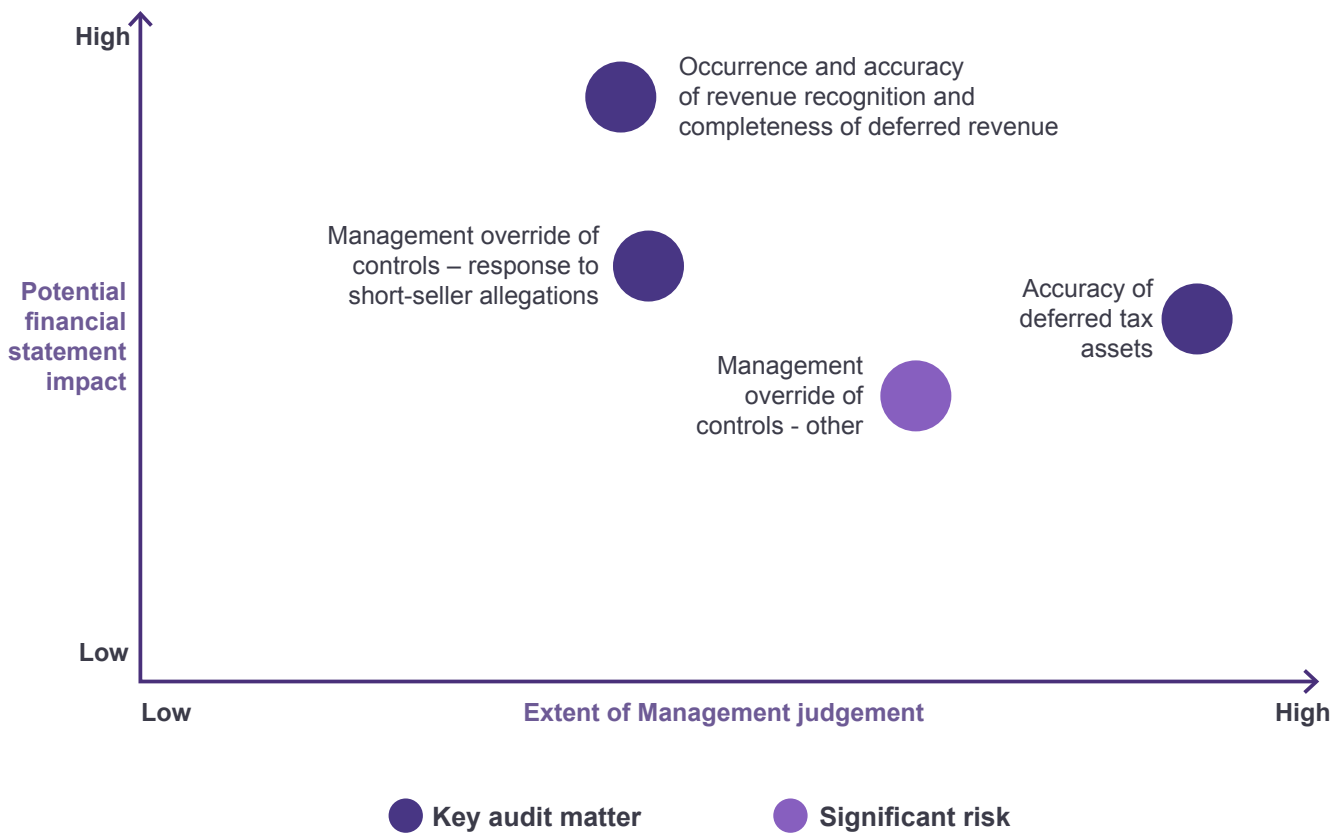 High
Occurrence and accuracy
of revenue recognition and
completeness of deferred revenue
Management override of
controls – response to
short-seller allegations
Potential
financial
statement
impact
Accuracy of
deferred tax
assets
Management
override of
controls - other
Low
Low
Extent of Management judgement
High
Key audit matter
Significant risk